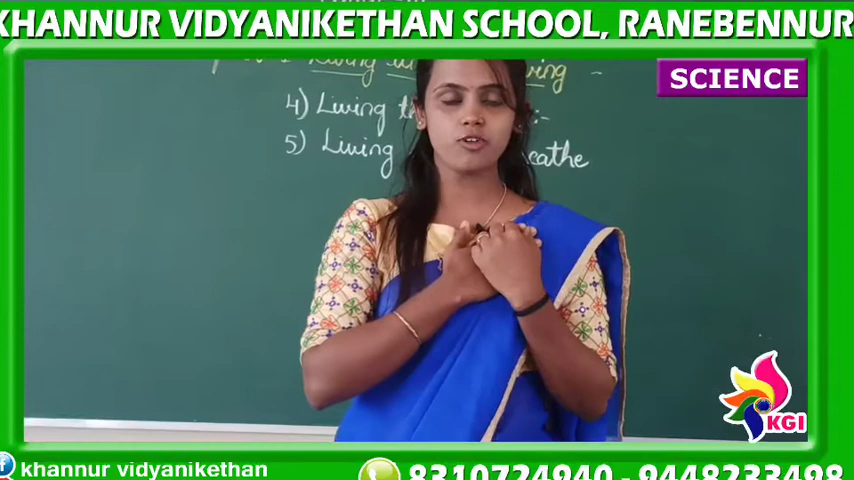 KHANNUR VIDYANIKETHAN SCHOOL, RANEBENNUR
SCIENCE
Living
4) Living
5) Living eathe
KGI
khannur vidyanikethan
8310724940 - 9448233498